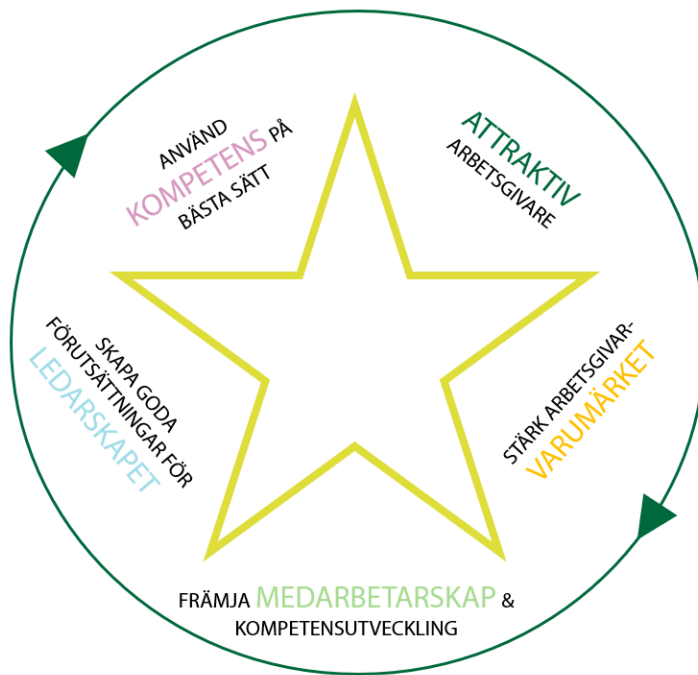 ANVÄND
KOMPETENS PÅ
BÄSTA SÄTT
ATTRAKTIV
ARBETSGIVARE
STÄRK ARBETSGIVAR-
VARUMÄRKET
FRÄMJA MEDARBETARSKAP &
KOMPETENSUTVECKLING
SKAPA GODA
FÖRUTSÄTTNINGAR FÖR
LEDARSKAPET